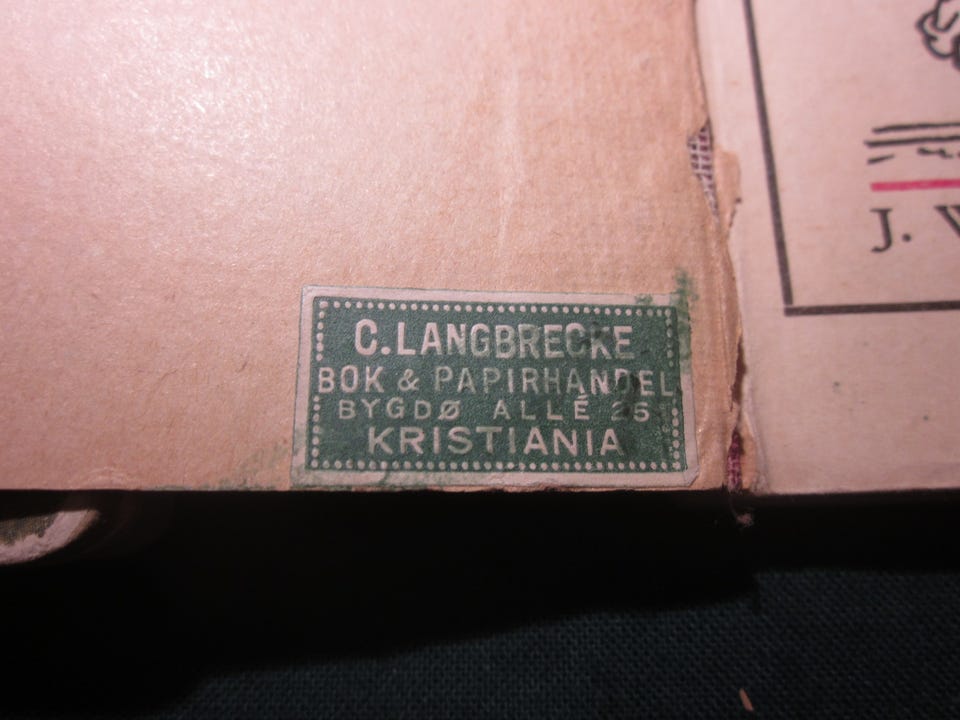 C. LANGBRECKE
BOK & PAPIRHANDEL
BYGDØ ALLÉ 25
KRISTIANIA
J.